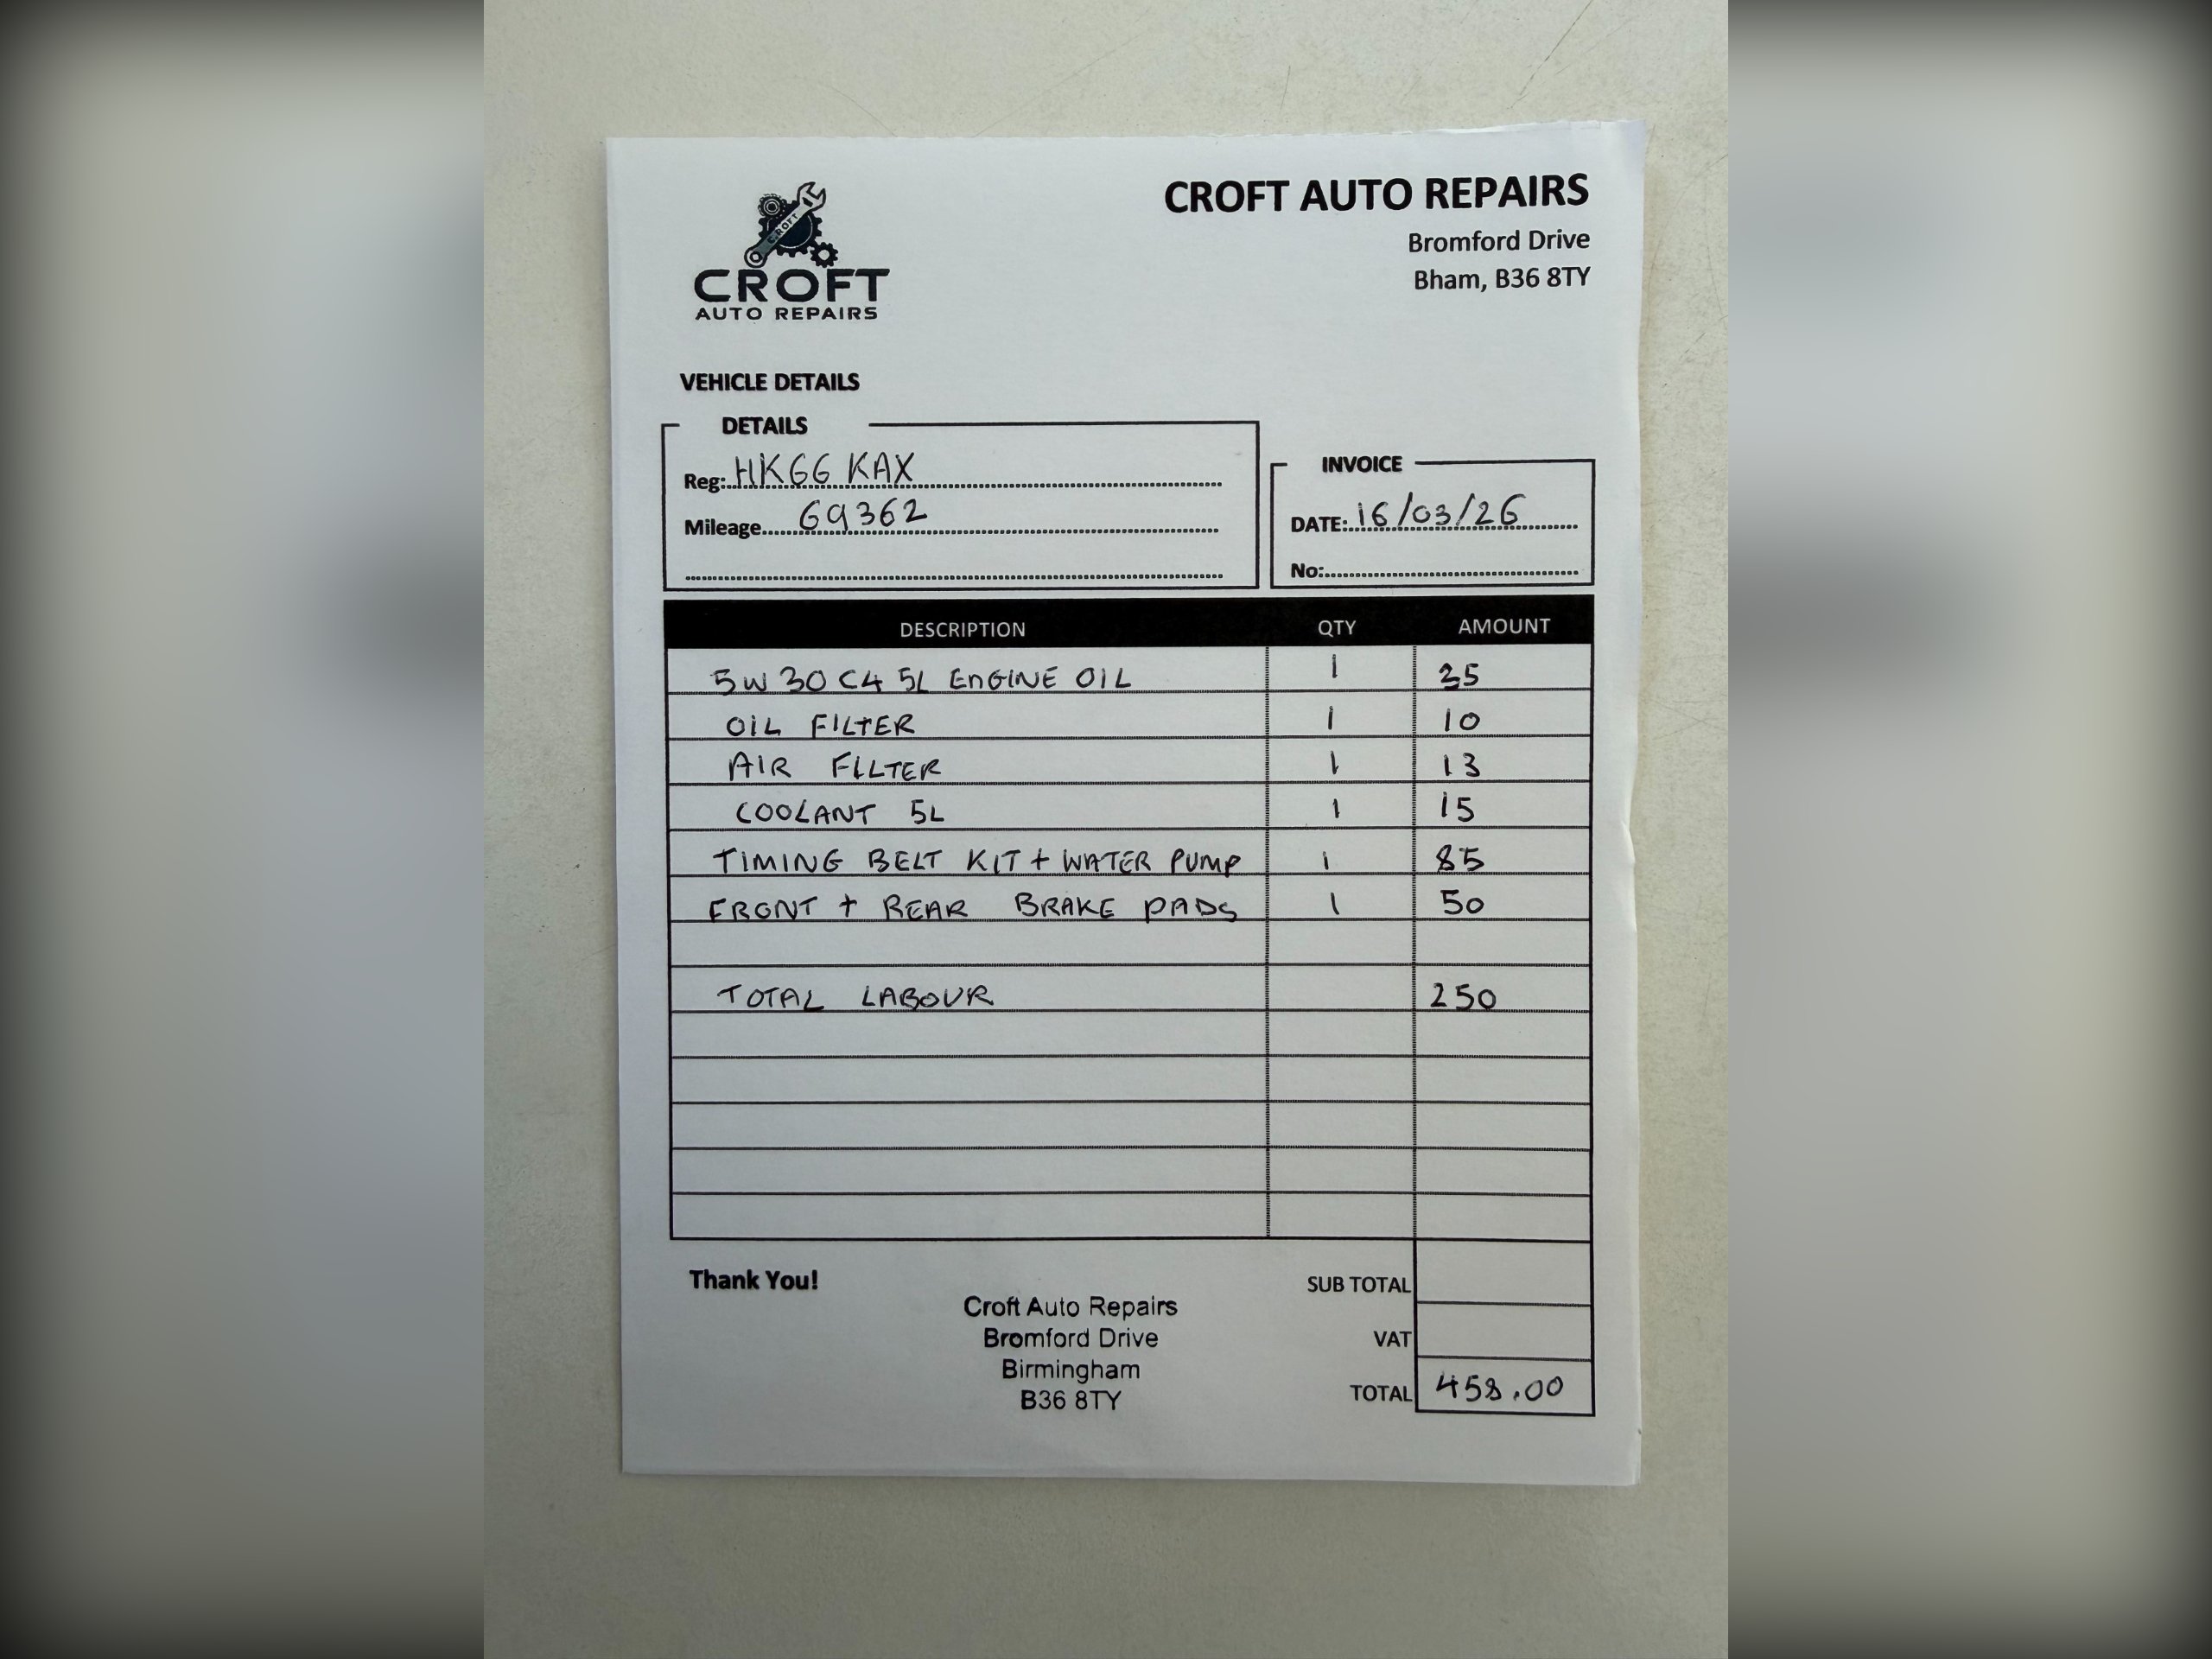 CROFT
CROFT
AUTO REPAIRS
CROFT AUTO REPAIRS
Bromford Drive
Bham, B36 8TY
VEHICLE DETAILS
DETAILS
Reg: HK66 KAX
Mileage 69362
INVOICE
DATE: 16/03/26
No:
DESCRIPTION QTY AMOUNT
5W30 C4 5L ENGINE OIL 1 35
OIL FILTER 1 10
AIR FILTER 1 13
COOLANT 5L 1 15
TIMING BELT KIT + WATER PUMP 1 85
FRONT + REAR BRAKE PADS 1 50
TOTAL LABOUR 250
Thank You!
Croft Auto Repairs
Bromford Drive
Birmingham
B36 8TY
SUB TOTAL
VAT
TOTAL 458.00